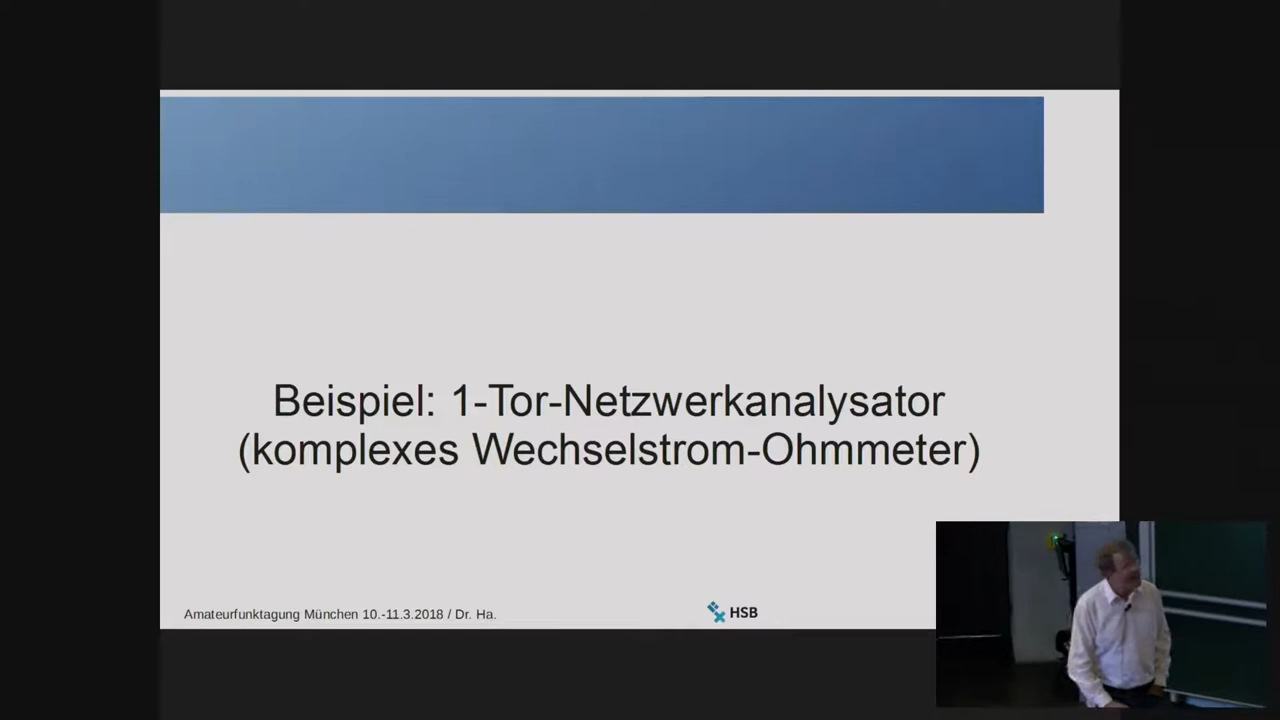 Beispiel: 1-Tor-Netzwerkanalysator
(komplexes Wechselstrom-Ohmmeter)
Amateurfunktagung München 10.-11.3.2018 / Dr. Ha.
HSB